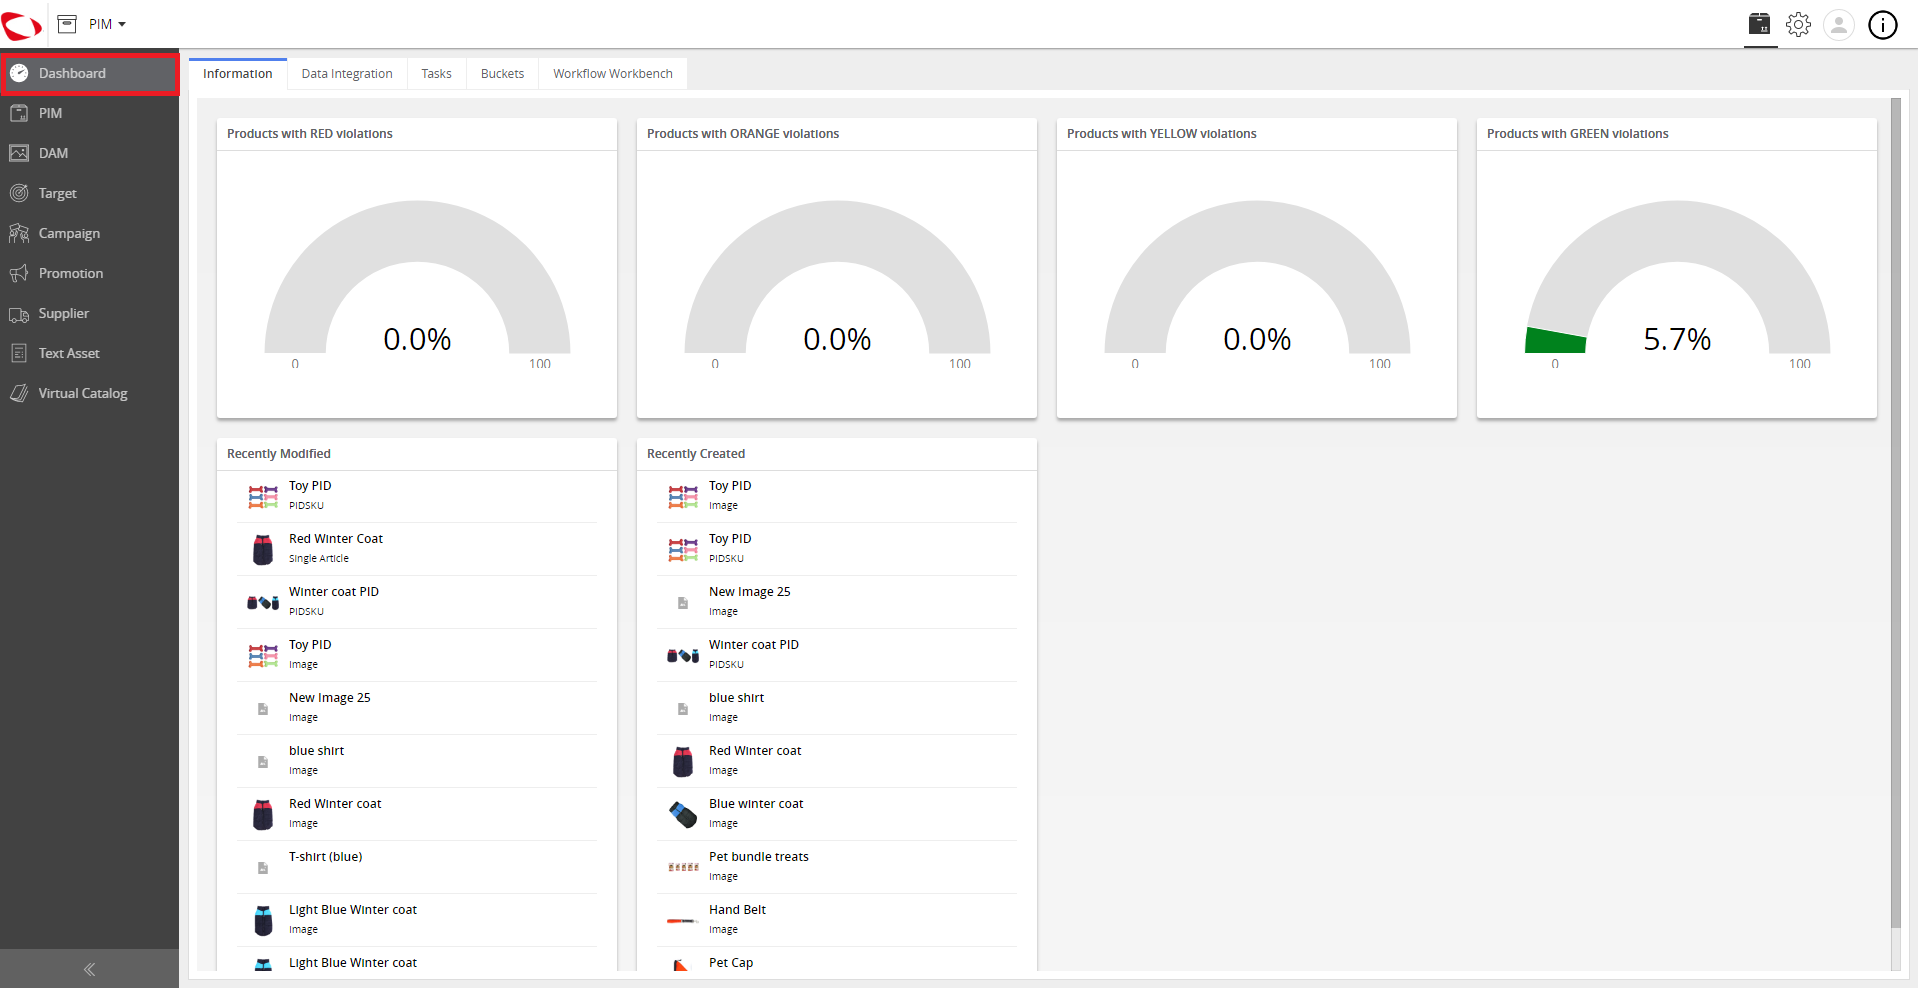 PIM
Dashboard
PIM
DAM
Target
Campaign
Promotion
Supplier
Text Asset
Virtual Catalog
Information
Data Integration
Tasks
Buckets
Workflow Workbench
Products with RED violations
0.0%
0
100
Products with ORANGE violations
0.0%
0
100
Products with YELLOW violations
0.0%
0
100
Products with GREEN violations
5.7%
0
100
Recently Modified
Toy PID
PIDSKU
Red Winter Coat
Single Article
Winter coat PID
PIDSKU
Toy PID
Image
New Image 25
Image
blue shirt
Image
Red Winter coat
Image
T-shirt (blue)
Light Blue Winter coat
Image
Light Blue Winter coat
Recently Created
Toy PID
Image
Toy PID
PIDSKU
New Image 25
Image
Winter coat PID
PIDSKU
blue shirt
Image
Red Winter coat
Image
Blue winter coat
Image
Pet bundle treats
Image
Hand Belt
Image
Pet Cap